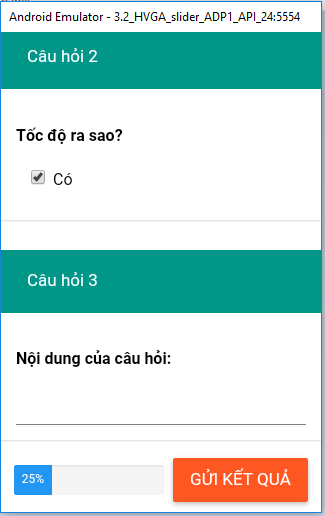 Android Emulator - 3.2_HVGA_slider_ADP1_API_24:5554
Câu hỏi 2
Tốc độ ra sao?
Có
Câu hỏi 3
Nội dung của câu hỏi:
25%
GỬI KẾT QUẢ